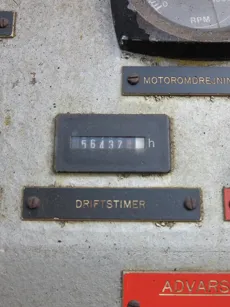 RPM
MOTOROMDREJNIN
56437 h
DRIFTSTIMER
ADVARS